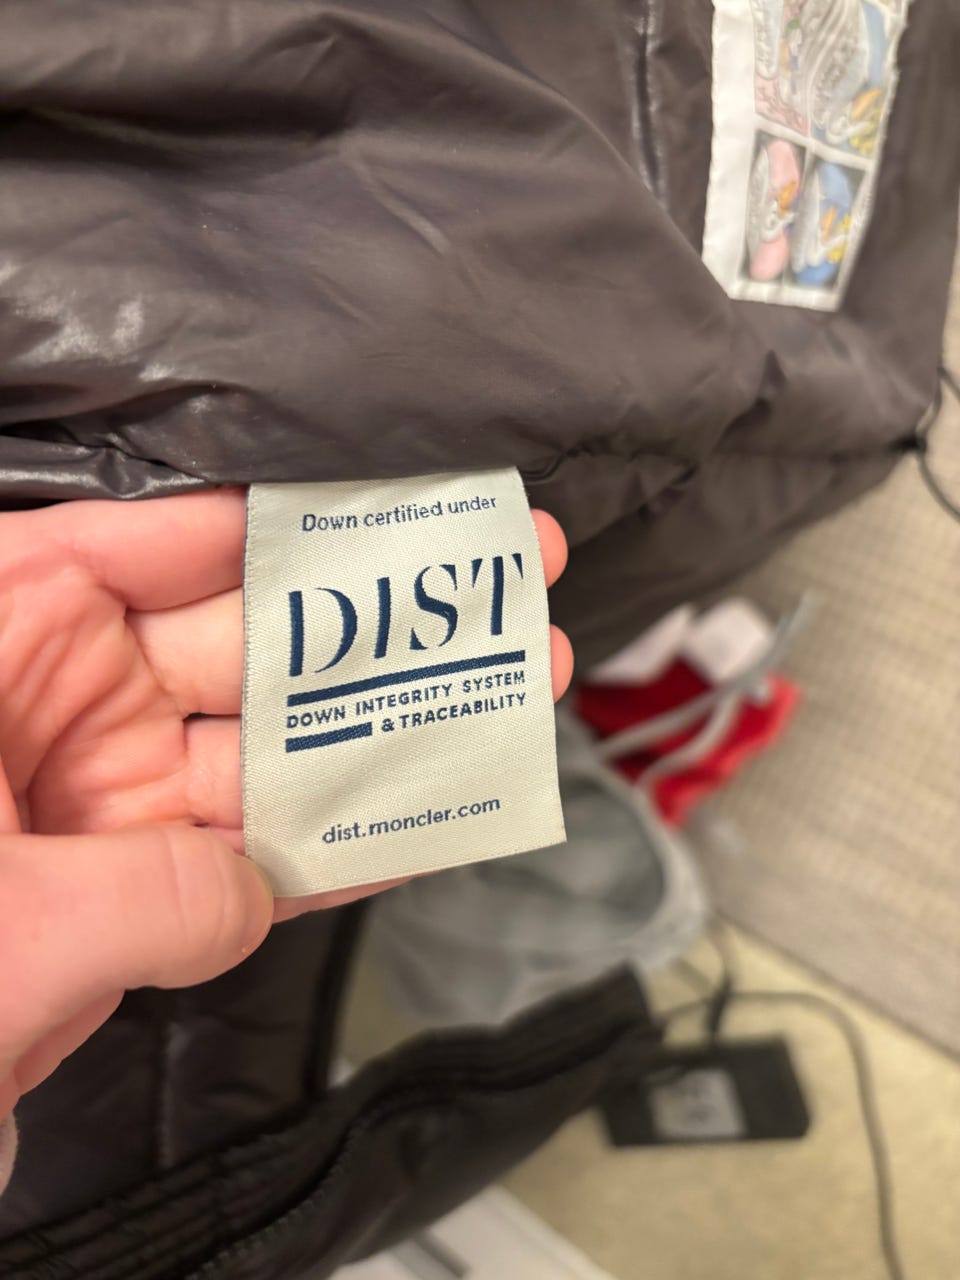 Down certified under
DIST
DOWN INTEGRITY SYSTEM
& TRACEABILITY
dist.moncler.com